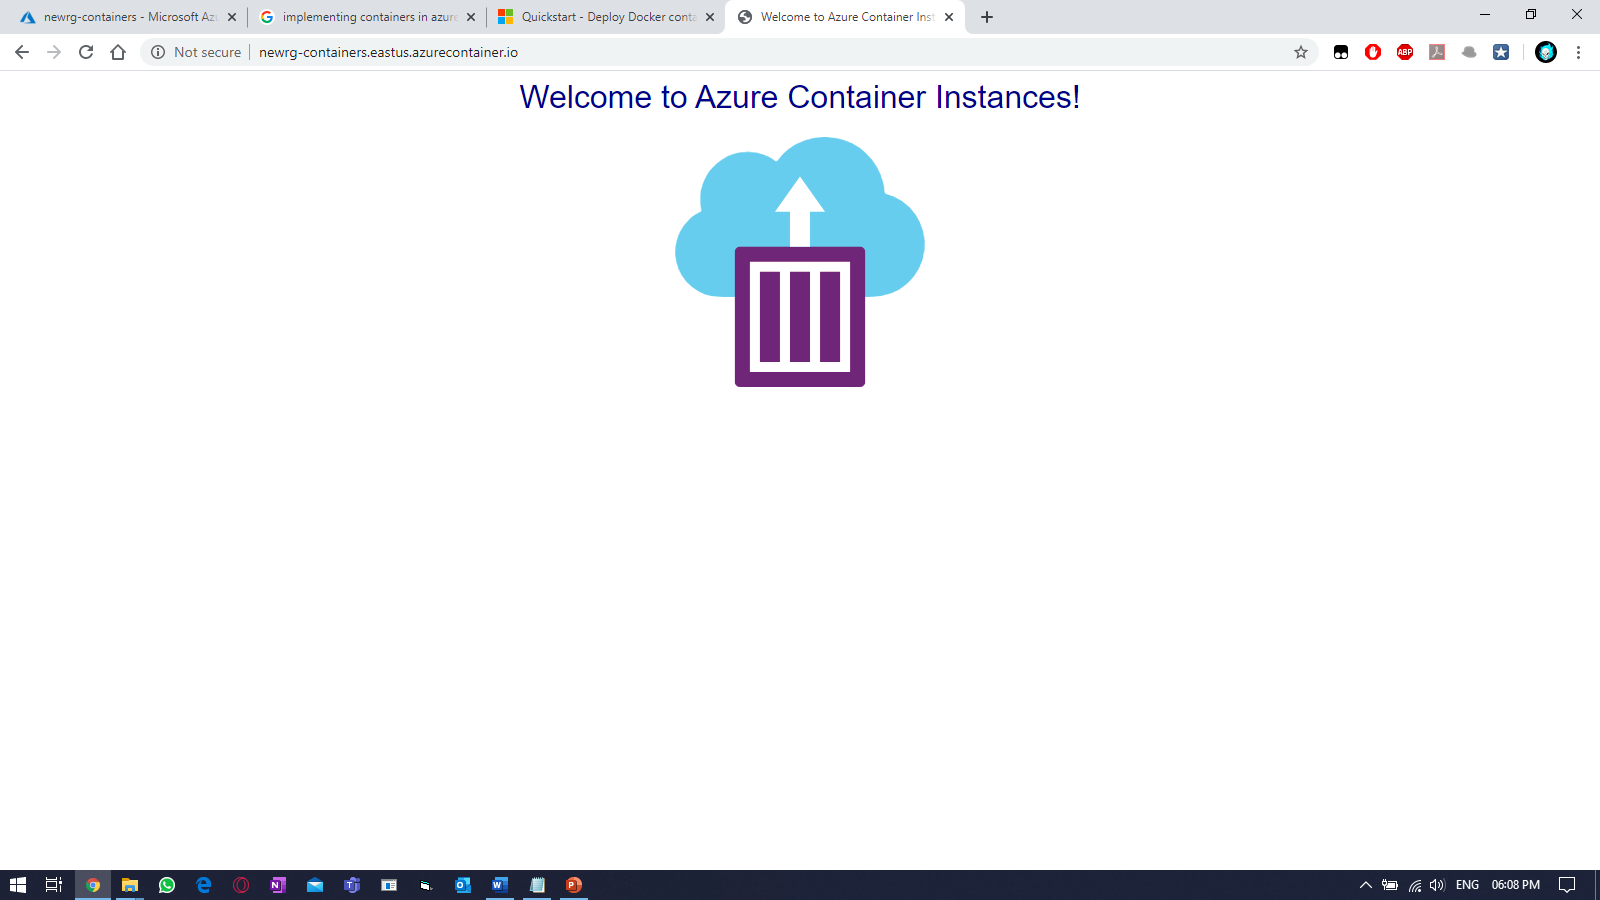 newrg-containers - Microsoft Az
implementing containers in azure
Quickstart - Deploy Docker conta
Welcome to Azure Container Inst
Not secure
newrg-containers.eastus.azurecontainer.io
ABP
Welcome to Azure Container Instances!
ENG
06:08 PM